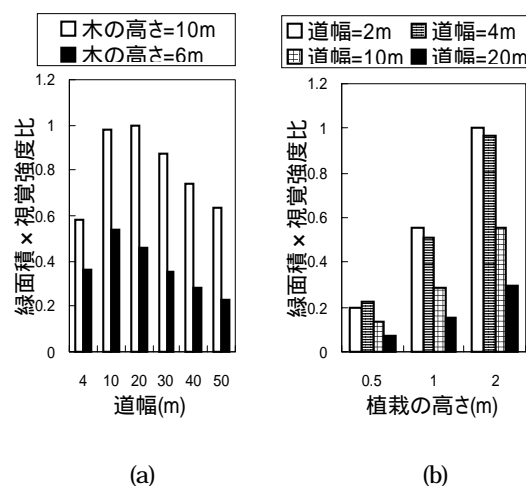 木の高さ=10m
木の高さ=6m
緑面積×視覚強度比
1.2
1
0.8
0.6
0.4
0.2
0
4 10 20 30 40 50
道幅(m)
(a)
道幅=2m 道幅=4m
道幅=10m 道幅=20m
緑面積×視覚強度比
1.2
1
0.8
0.6
0.4
0.2
0
0.5 1 2
植栽の高さ(m)
(b)